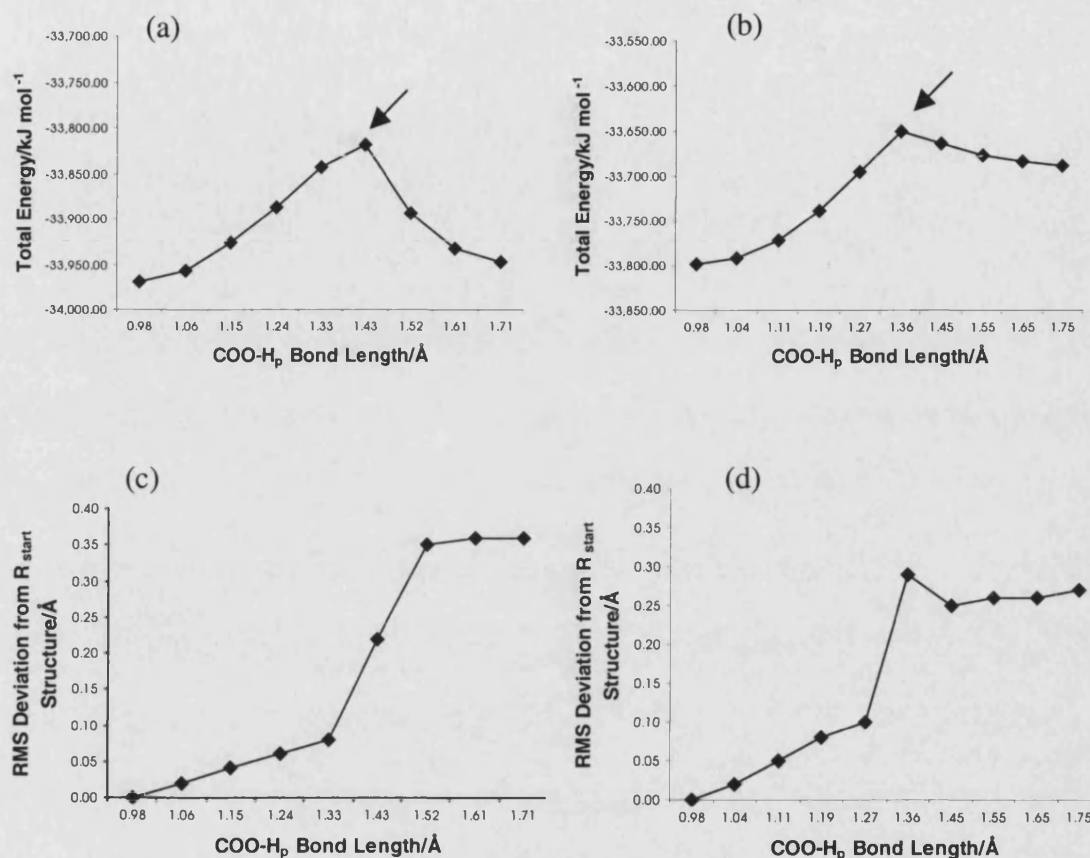 (a)
Total Energy/kJ mol⁻¹
-33,700.00
-33,750.00
-33,800.00
-33,850.00
-33,900.00
-33,950.00
-34,000.00
0.98 1.06 1.15 1.24 1.33 1.43 1.52 1.61 1.71
COO-Hₚ Bond Length/Å
(b)
Total Energy/kJ mol⁻¹
-33,550.00
-33,600.00
-33,650.00
-33,700.00
-33,750.00
-33,800.00
-33,850.00
0.98 1.04 1.11 1.19 1.27 1.36 1.45 1.55 1.65 1.75
COO-Hₚ Bond Length/Å
(c)
RMS Deviation from R start
Structure/Å
0.40
0.35
0.30
0.25
0.20
0.15
0.10
0.05
0.00
0.98 1.06 1.15 1.24 1.33 1.43 1.52 1.61 1.71
COO-Hₚ Bond Length/Å
(d)
RMS Deviation from R start
Structure/Å
0.40
0.35
0.30
0.25
0.20
0.15
0.10
0.05
0.00
0.98 1.04 1.11 1.19 1.27 1.36 1.45 1.55 1.65 1.75
COO-Hₚ Bond Length/Å